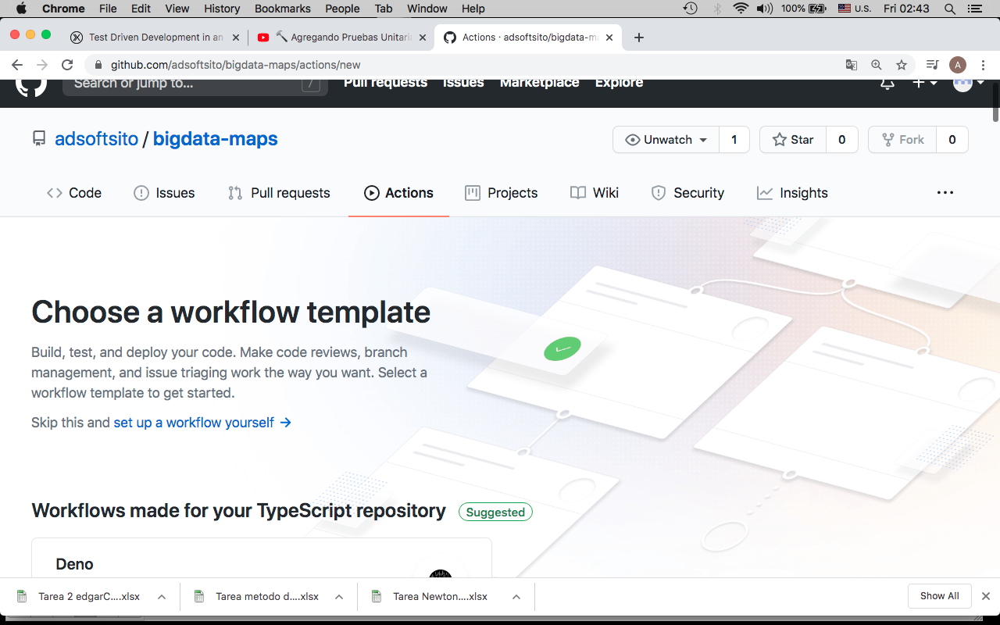 Chrome File Edit View History Bookmarks People Tab Window Help 100% U.S. Fri 02:43
Test Driven Development in an Agregando Pruebas Unitaria Actions · adsoftsito/bigdata-ma
github.com/adsoftsito/bigdata-maps/actions/new A
Search or jump to... / Pull requests Issues Marketplace Explore
adsoftsito / bigdata-maps Unwatch 1 Star 0 Fork 0
Code Issues Pull requests Actions Projects Wiki Security Insights
Choose a workflow template
Build, test, and deploy your code. Make code reviews, branch
management, and issue triaging work the way you want. Select a
workflow template to get started.
Skip this and set up a workflow yourself →
Workflows made for your TypeScript repository Suggested
Deno
Tarea 2 edgarC....xlsx Tarea metodo d....xlsx Tarea Newton....xlsx Show All